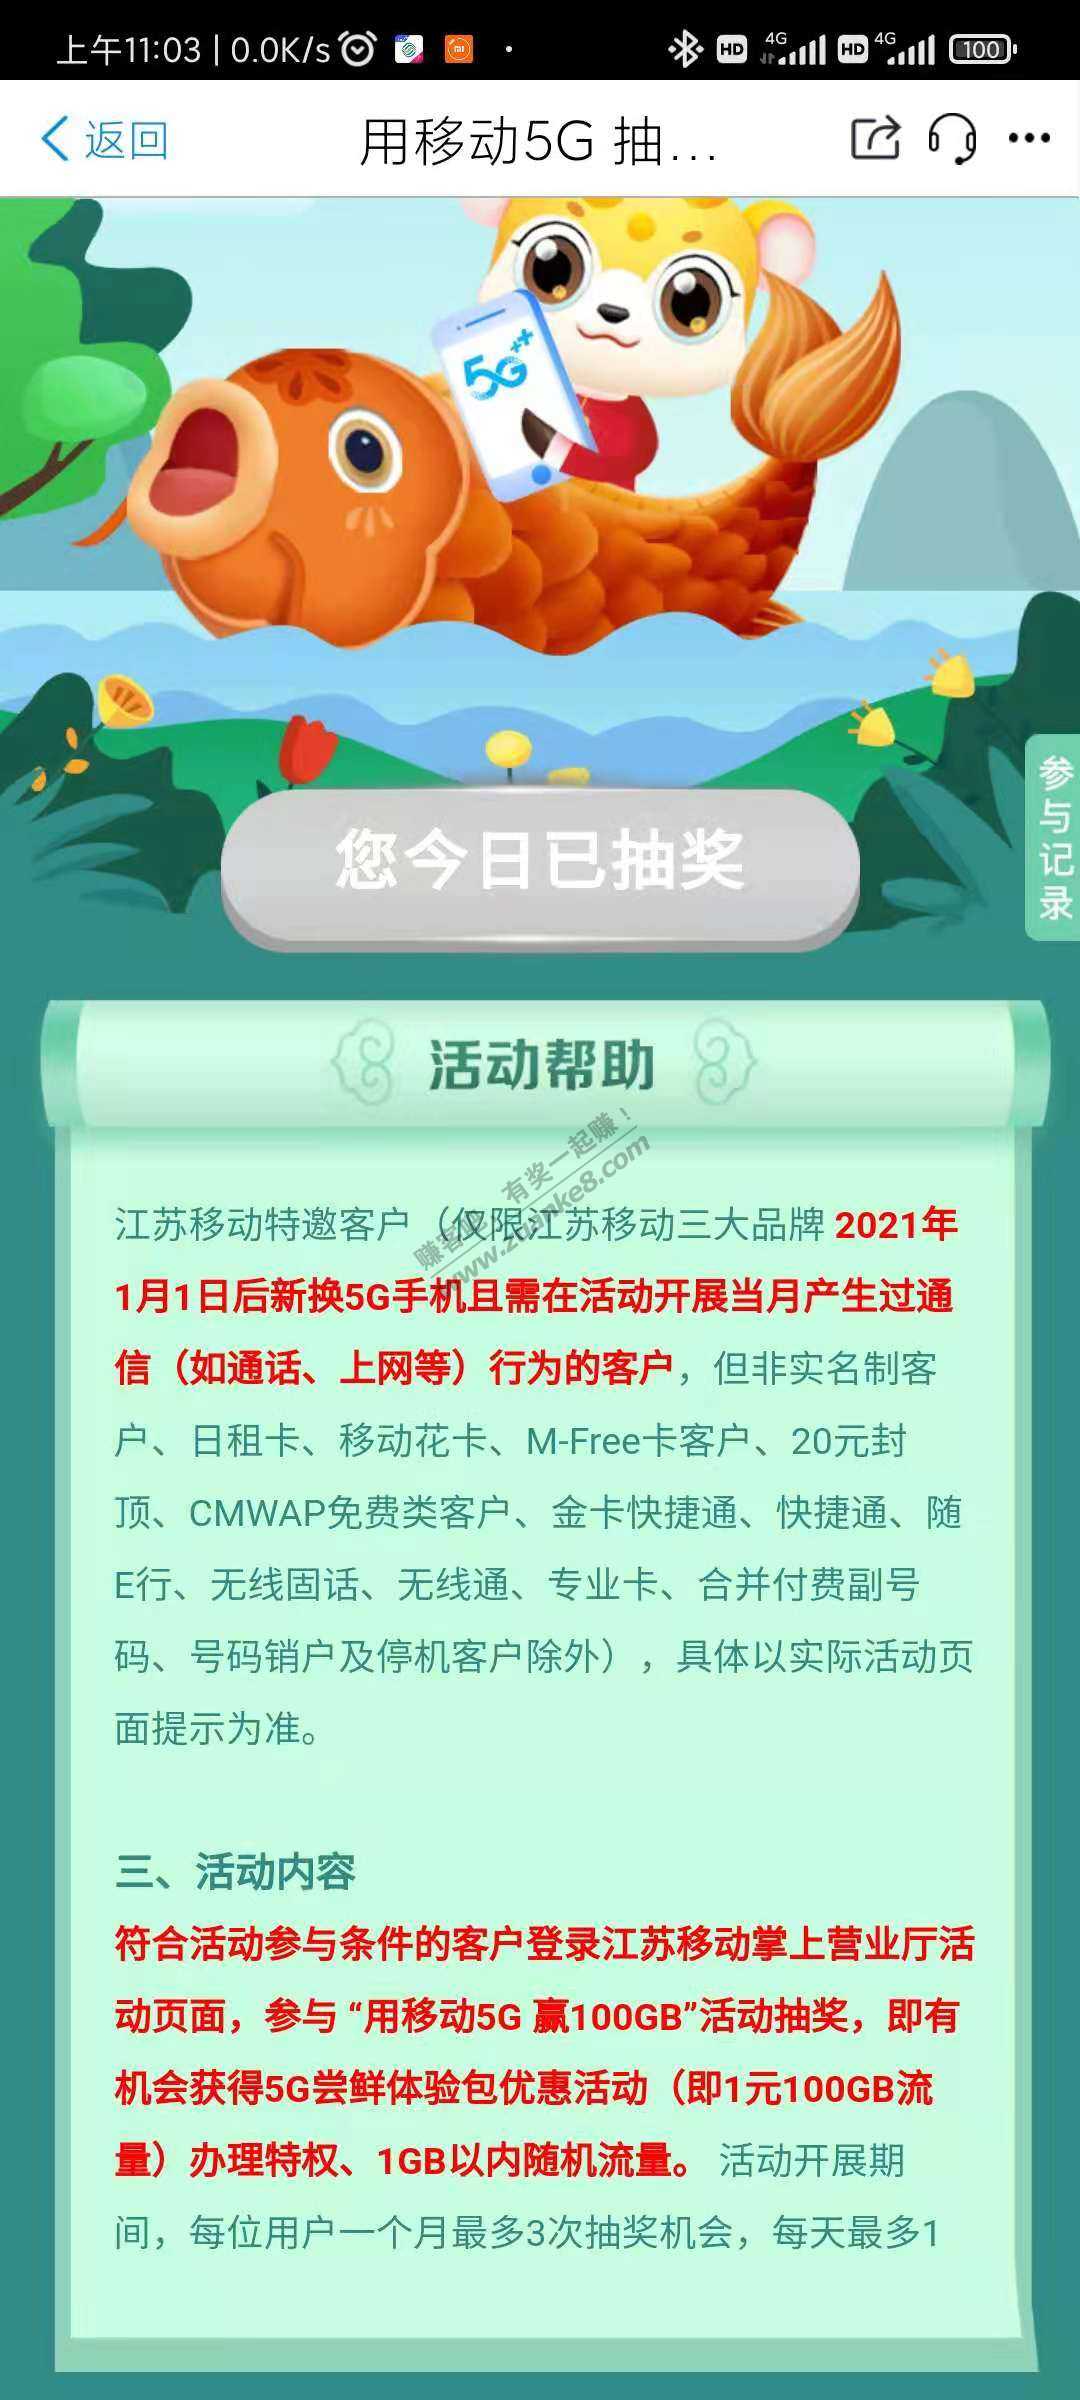 上午11:03 | 0.0K/s HD 4G HD 4G 100
返回 用移动5G 抽...
5G++
您今日已抽奖
参与记录
活动帮助
有奖一起赚！
赚客吧
www.zuanke8.com
江苏移动特邀客户（仅限江苏移动三大品牌 2021年
1月1日后新换5G手机且需在活动开展当月产生过通
信（如通话、上网等）行为的客户，但非实名制客
户、日租卡、移动花卡、M-Free卡客户、20元封
顶、CMWAP免费类客户、金卡快捷通、快捷通、随
E行、无线固话、无线通、专业卡、合并付费副号
码、号码销户及停机客户除外），具体以实际活动页
面提示为准。
三、活动内容
符合活动参与条件的客户登录江苏移动掌上营业厅活
动页面，参与 “用移动5G 赢100GB”活动抽奖，即有
机会获得5G尝鲜体验包优惠活动（即1元100GB流
量）办理特权、1GB以内随机流量。 活动开展期
间，每位用户一个月最多3次抽奖机会，每天最多1